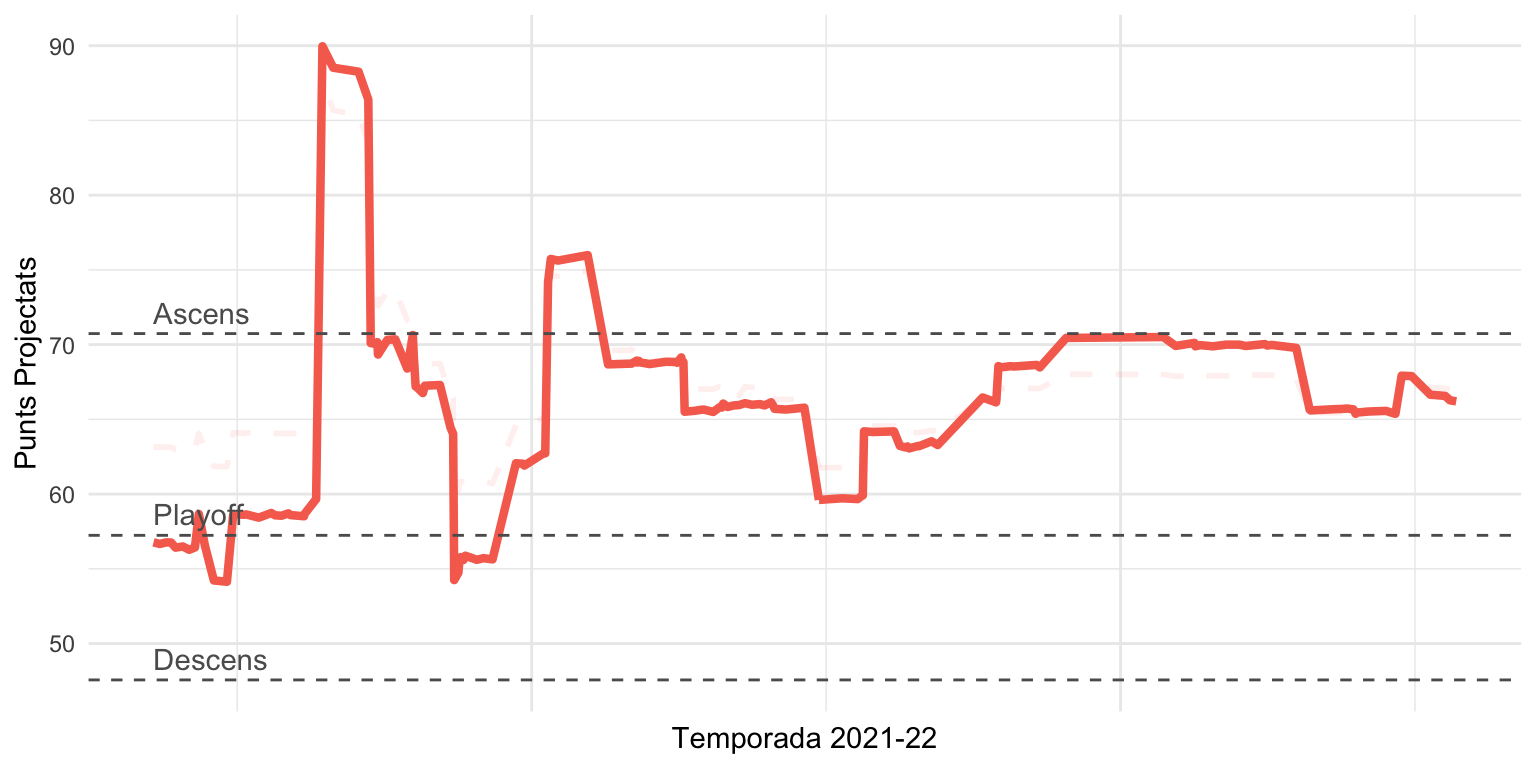 90
80
70
60
50
Punts Projectats
Ascens
Playoff
Descens
Temporada 2021-22